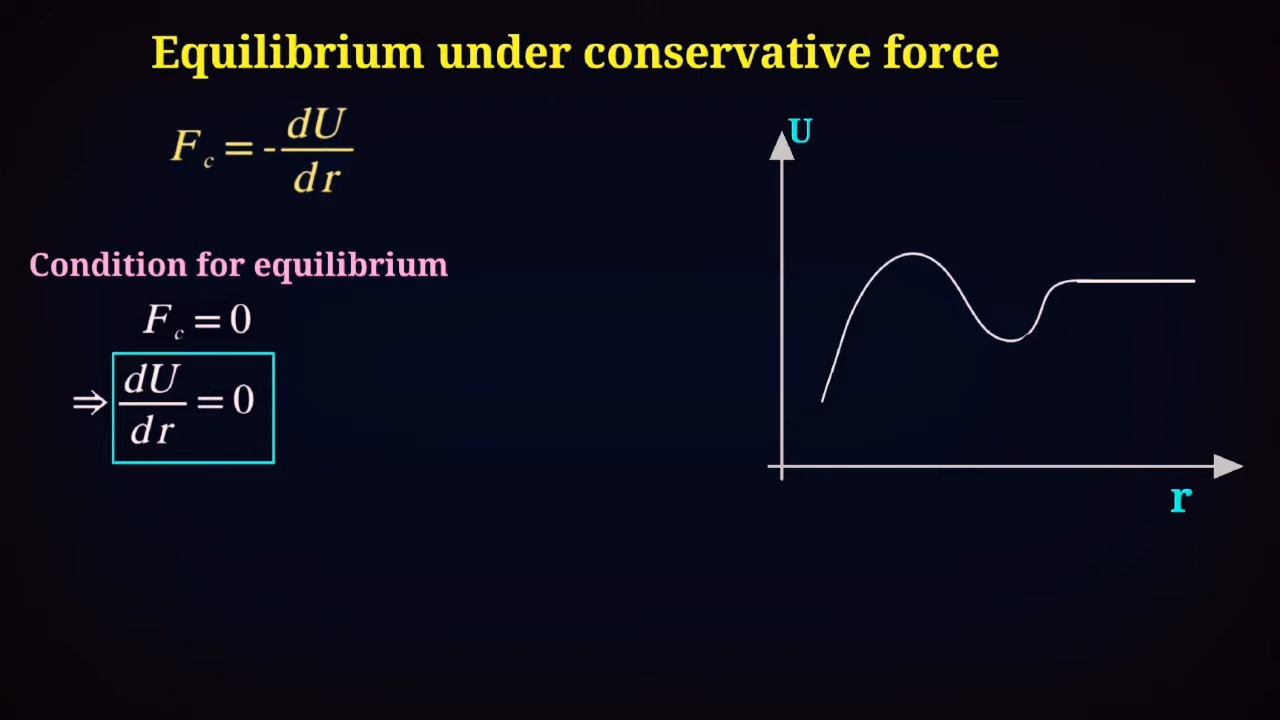 Equilibrium under conservative force
F_c = -dU/dr
Condition for equilibrium
F_c = 0
⇒ dU/dr = 0
U
r